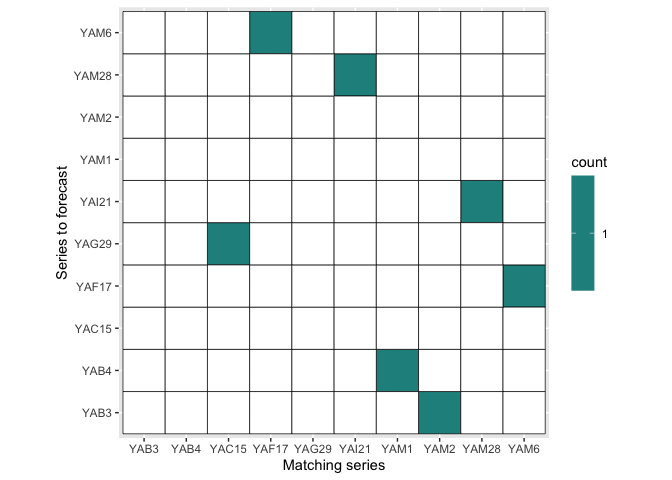 YAM6
YAM28
YAM2
YAM1
YAI21
YAG29
YAF17
YAC15
YAB4
YAB3
Series to forecast
YAB3 YAB4 YAC15 YAF17 YAG29 YAI21 YAM1 YAM2 YAM28 YAM6
Matching series
count
1